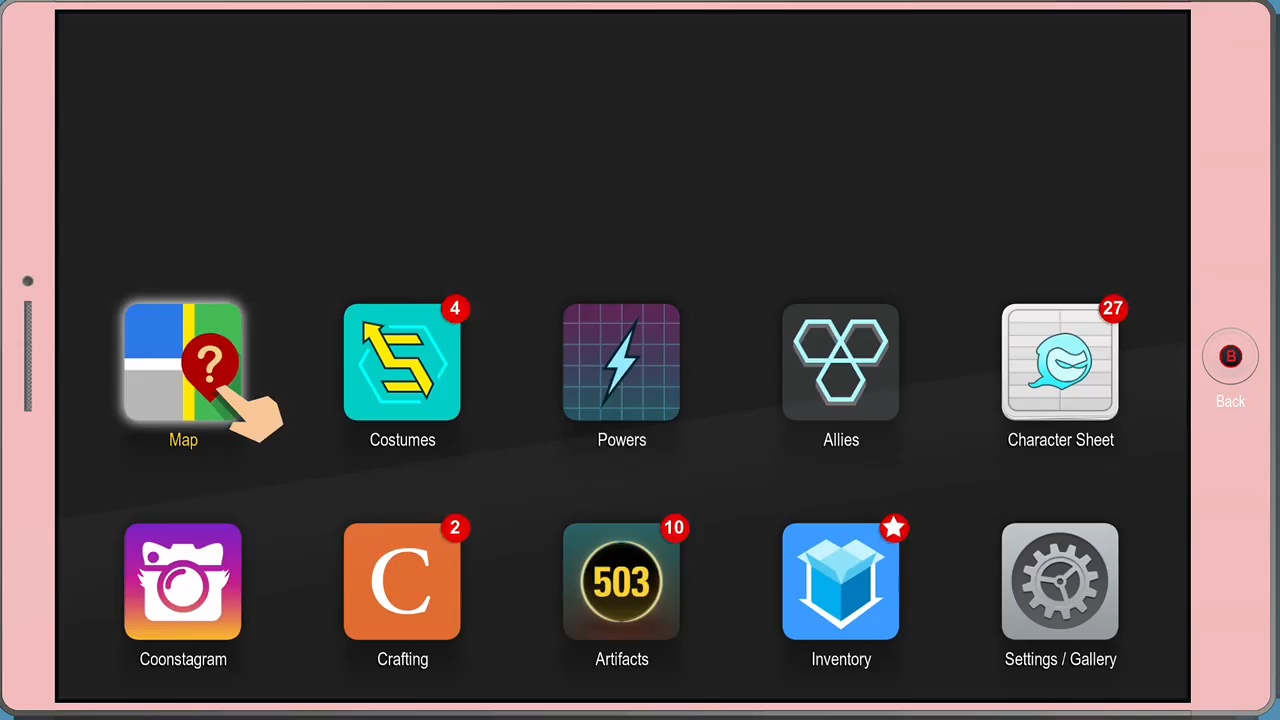 4
27
?
B
Map
Costumes
Powers
Allies
Character Sheet
Back
2
10
C
503
Coonstagram
Crafting
Artifacts
Inventory
Settings / Gallery